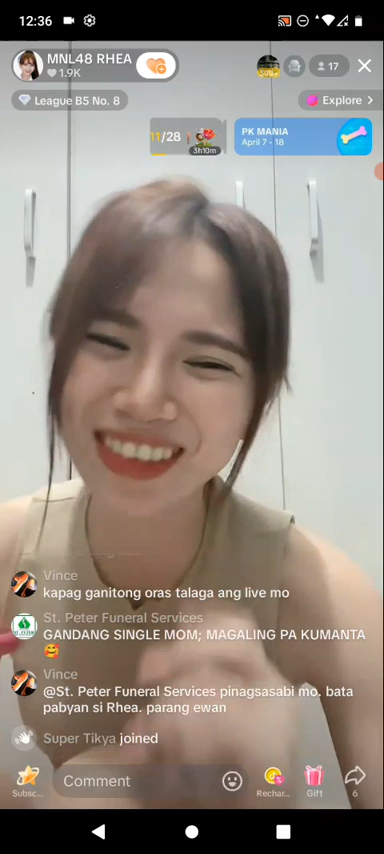 12:36
MNL48 RHEA
1.9K
17
League B5 No. 8
Explore
11/28
3h10m
PK MANIA
April 7 - 18
Vince
kapag ganitong oras talaga ang live mo
St. Peter Funeral Services
GANDANG SINGLE MOM; MAGALING PA KUMANTA
Vince
@St. Peter Funeral Services pinagsasabi mo. bata
pabyan si Rhea. parang ewan
Super Tikya joined
Comment
Subsc...
Rechar...
Gift
6